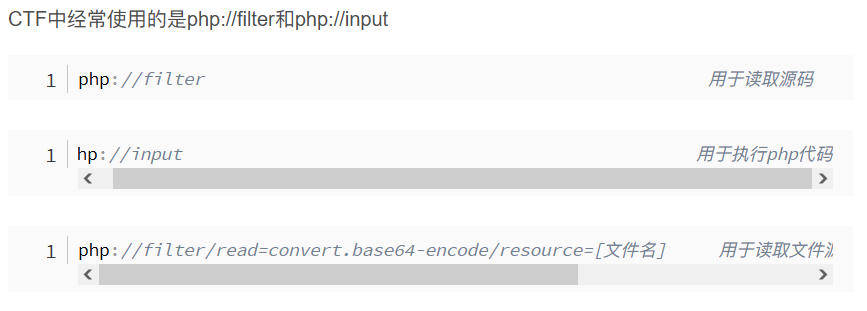 CTF中经常使用的是php://filter和php://input
1 php://filter 用于读取源码
1 hp://input 用于执行php代码
1 php://filter/read=convert.base64-encode/resource=[文件名] 用于读取文件源